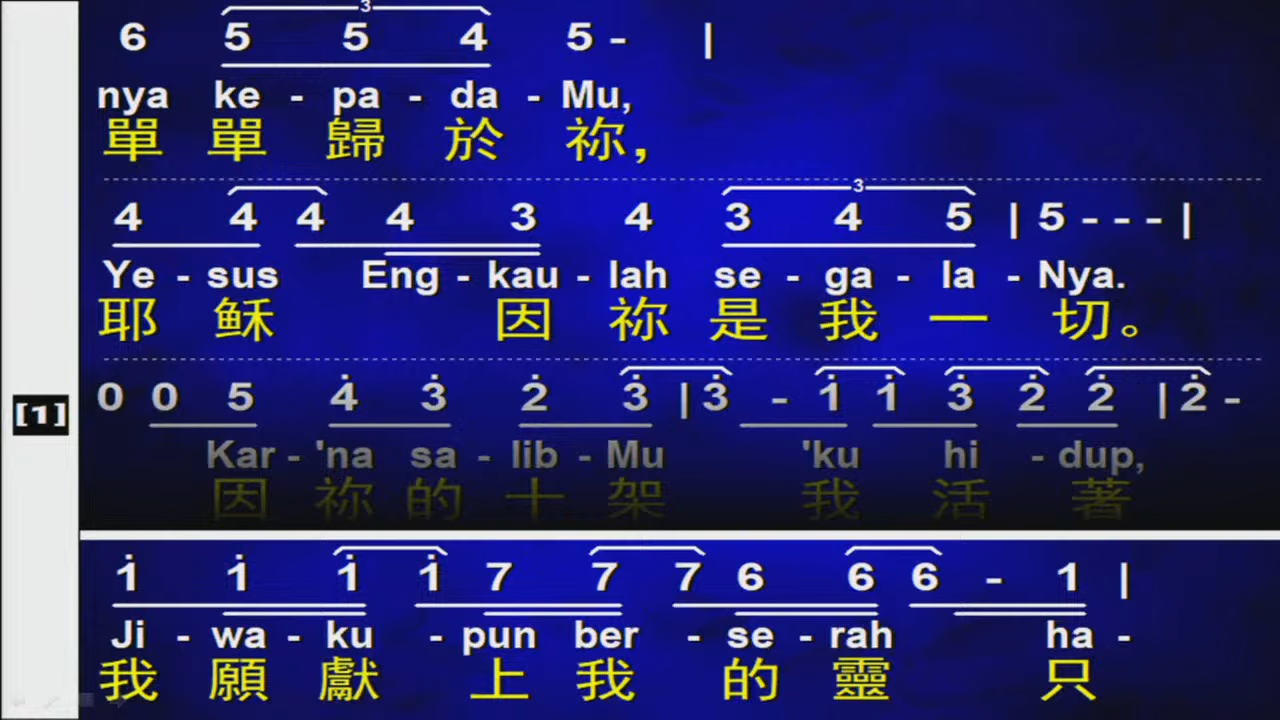 3
6 5 5 4 5 - |
nya ke - pa - da - Mu,
單 單 歸 於 祢,
3
4 4 4 4 3 4 3 4 5 | 5 - - - |
Ye - sus Eng - kau - lah se - ga - la - Nya.
耶 穌 因 祢 是 我 一 切。
0 0 5 4̇ 3̇ 2̇ 3̇ | 3̇ - 1̇ 1̇ 3̇ 2̇ 2̇ | 2̇ -
[1]
Kar - 'na sa - lib - Mu 'ku hi - dup,
因 祢 的 十 架 我 活 著
1̇ 1̇ 1̇ 1̇ 7 7 7 6 6 6 - 1 |
Ji - wa - ku - pun ber - se - rah ha -
我 願 獻 上 我 的 靈 只